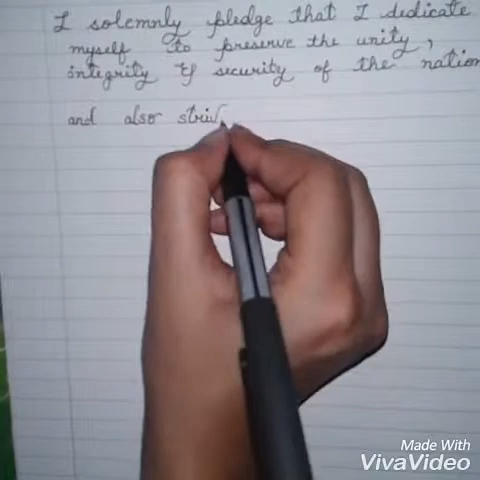 I solemnly pledge that I dedicate
myself to preserve the unity,
integrity & security of the nation
and also striv
Made With
VivaVideo